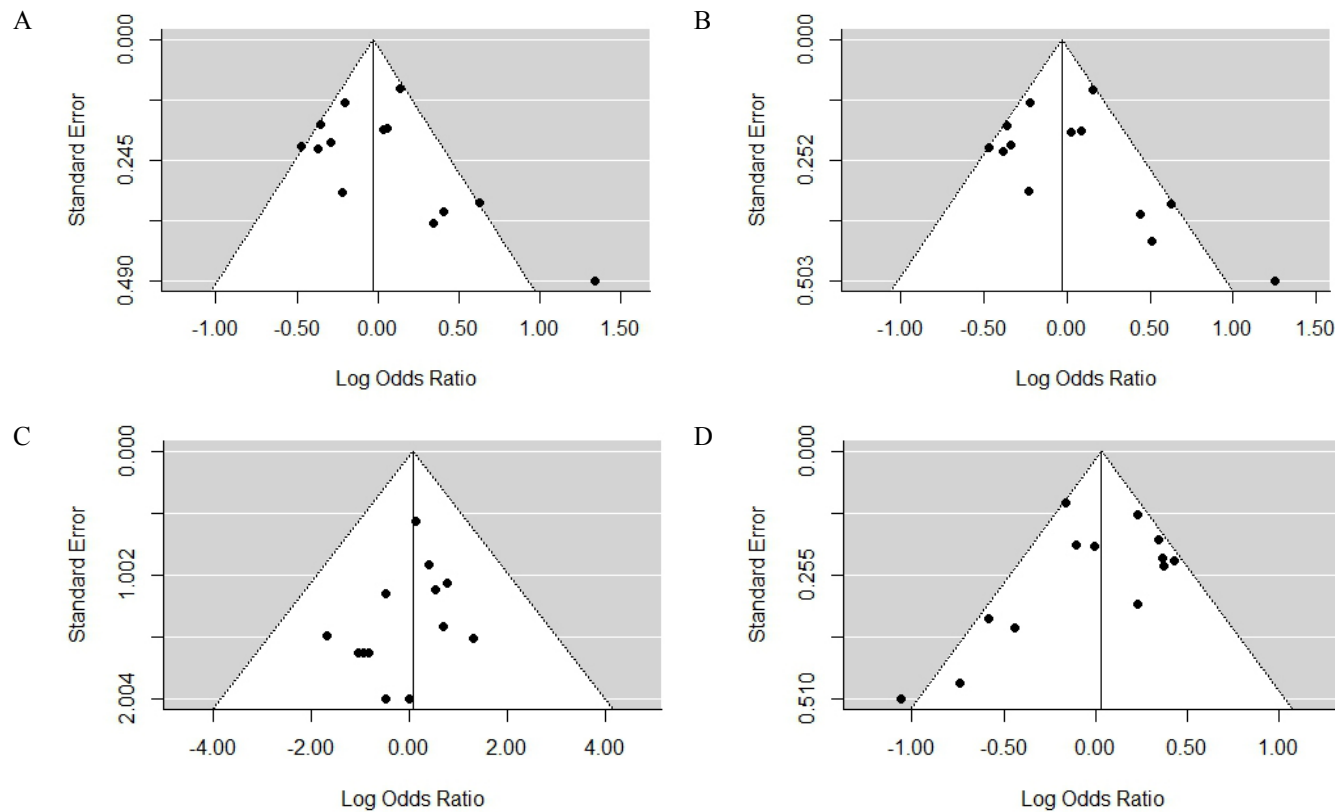 A
B
Standard Error
0.000
0.245
0.490
-1.00 -0.50 0.00 0.50 1.00 1.50
Log Odds Ratio
Standard Error
0.000
0.252
0.503
-1.00 -0.50 0.00 0.50 1.00 1.50
Log Odds Ratio
C
D
Standard Error
0.000
1.002
2.004
-4.00 -2.00 0.00 2.00 4.00
Log Odds Ratio
Standard Error
0.000
0.255
0.510
-1.00 -0.50 0.00 0.50 1.00
Log Odds Ratio